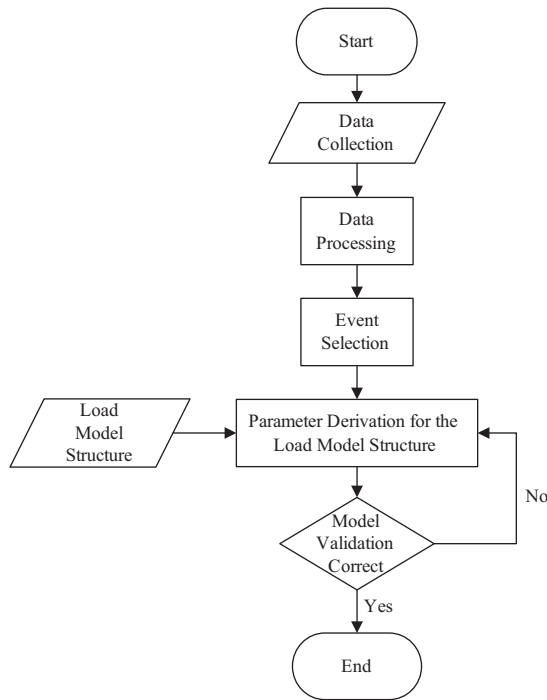 Start
Data
Collection
Data
Processing
Event
Selection
Load
Model
Structure
Parameter Derivation for the
Load Model Structure
No
Model
Validation
Correct
Yes
End